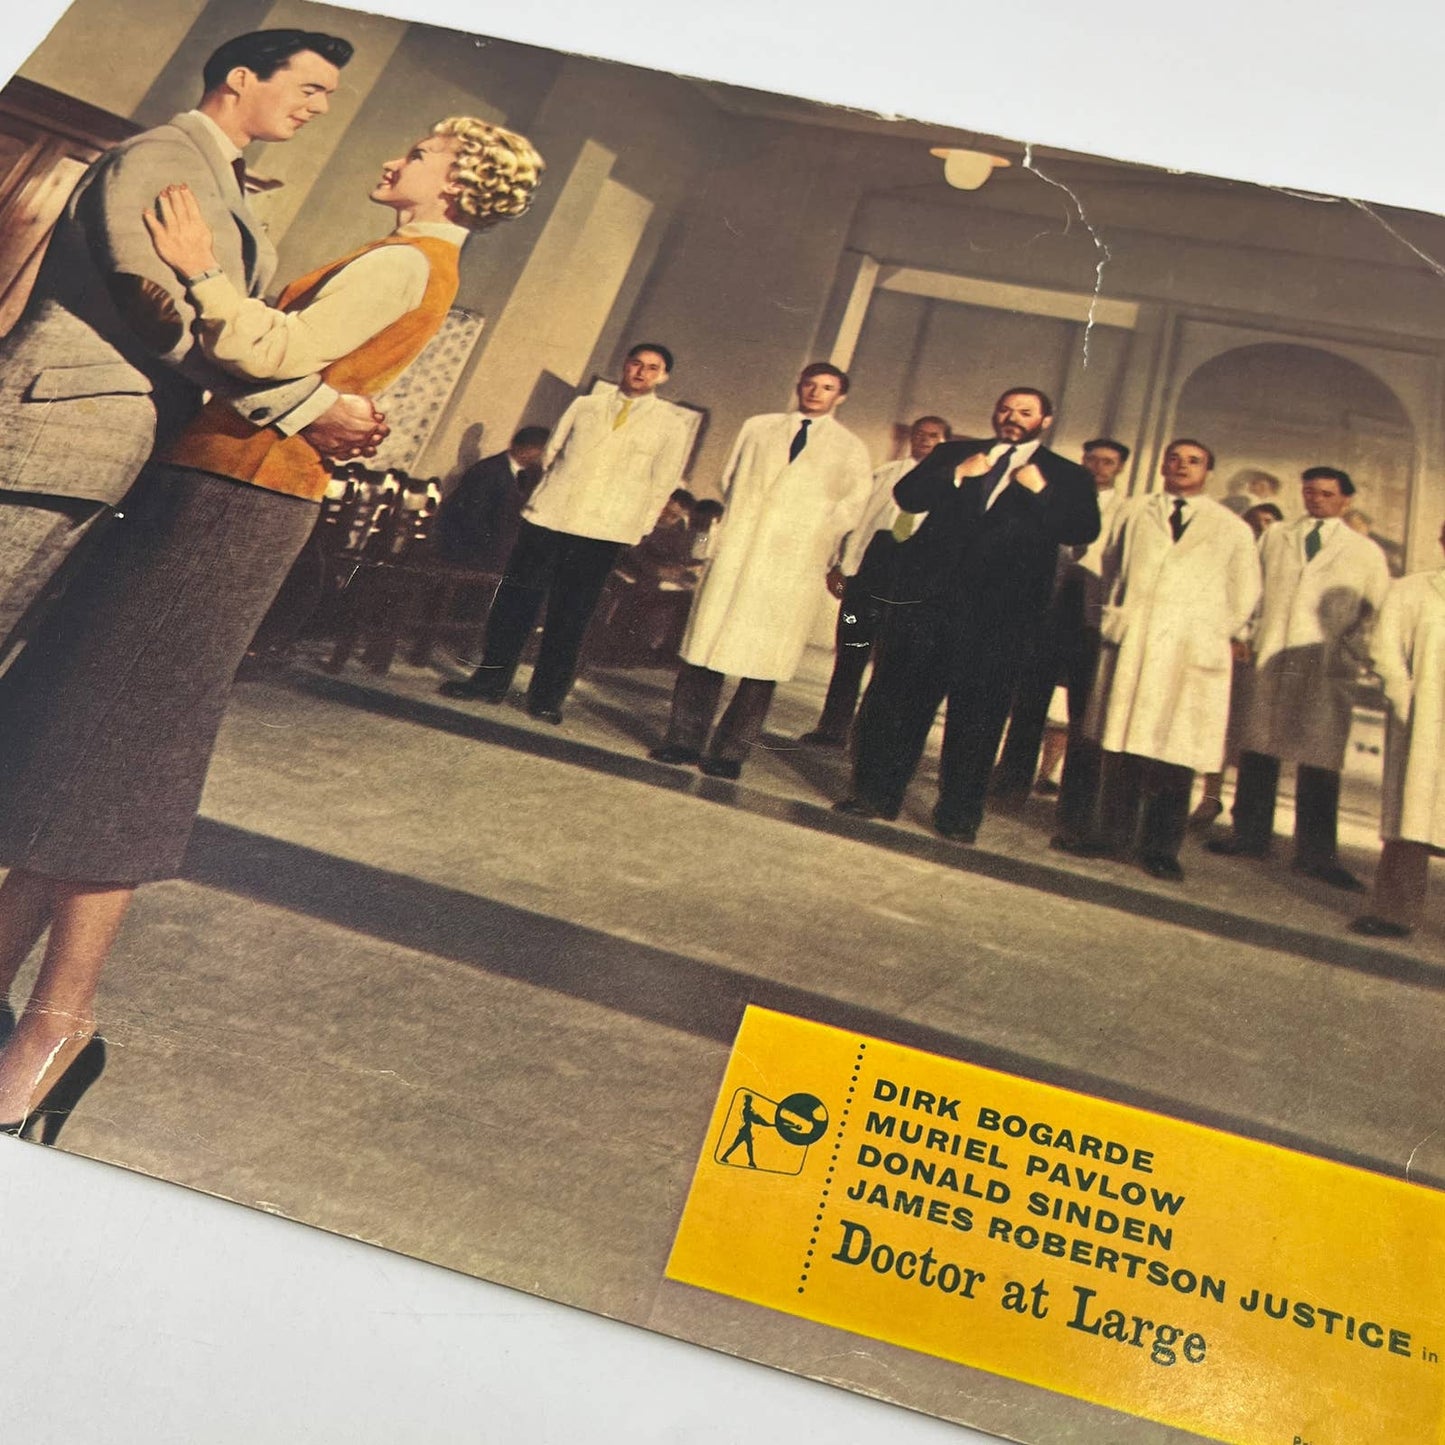 DIRK BOGARDE
MURIEL PAVLOW
DONALD SINDEN
JAMES ROBERTSON JUSTICE in
Doctor at Large